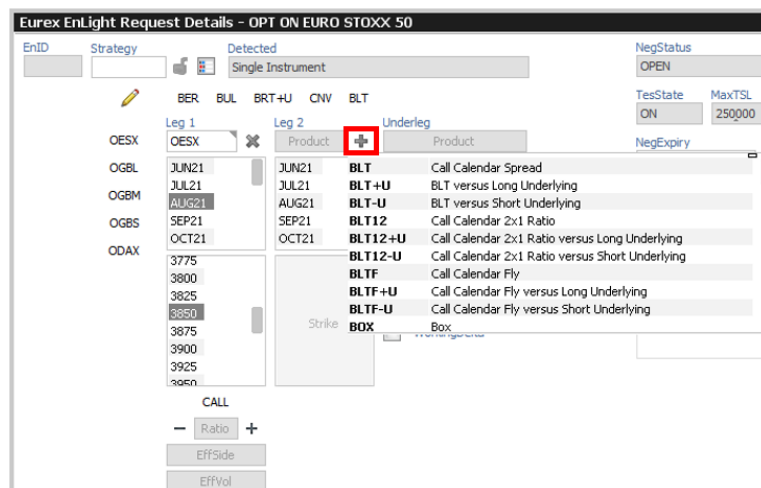 Eurex EnLight Request Details - OPT ON EURO STOXX 50
EnID Strategy Detected NegStatus
Single Instrument OPEN
BER BUL BRT+U CNV BLT TesState MaxTSL
ON 250000
Leg 1 Leg 2 Underleg
OESX OESX Product Product NegExpiry
OGBL JUN21 JUN21 BLT Call Calendar Spread
JUL21 JUL21 BLT+U BLT versus Long Underlying
OGBM AUG21 AUG21 BLT-U BLT versus Short Underlying
OGBS SEP21 SEP21 BLT12 Call Calendar 2x1 Ratio
OCT21 OCT21 BLT12+U Call Calendar 2x1 Ratio versus Long Underlying
ODAX BLT12-U Call Calendar 2x1 Ratio versus Short Underlying
3775 BLTF Call Calendar Fly
3800 BLTF+U Call Calendar Fly versus Long Underlying
3825 BLTF-U Call Calendar Fly versus Short Underlying
3850 Strike BOX Box
3875 WorkingDelta
3900
3925
3950
CALL
− Ratio +
EffSide
EffVol